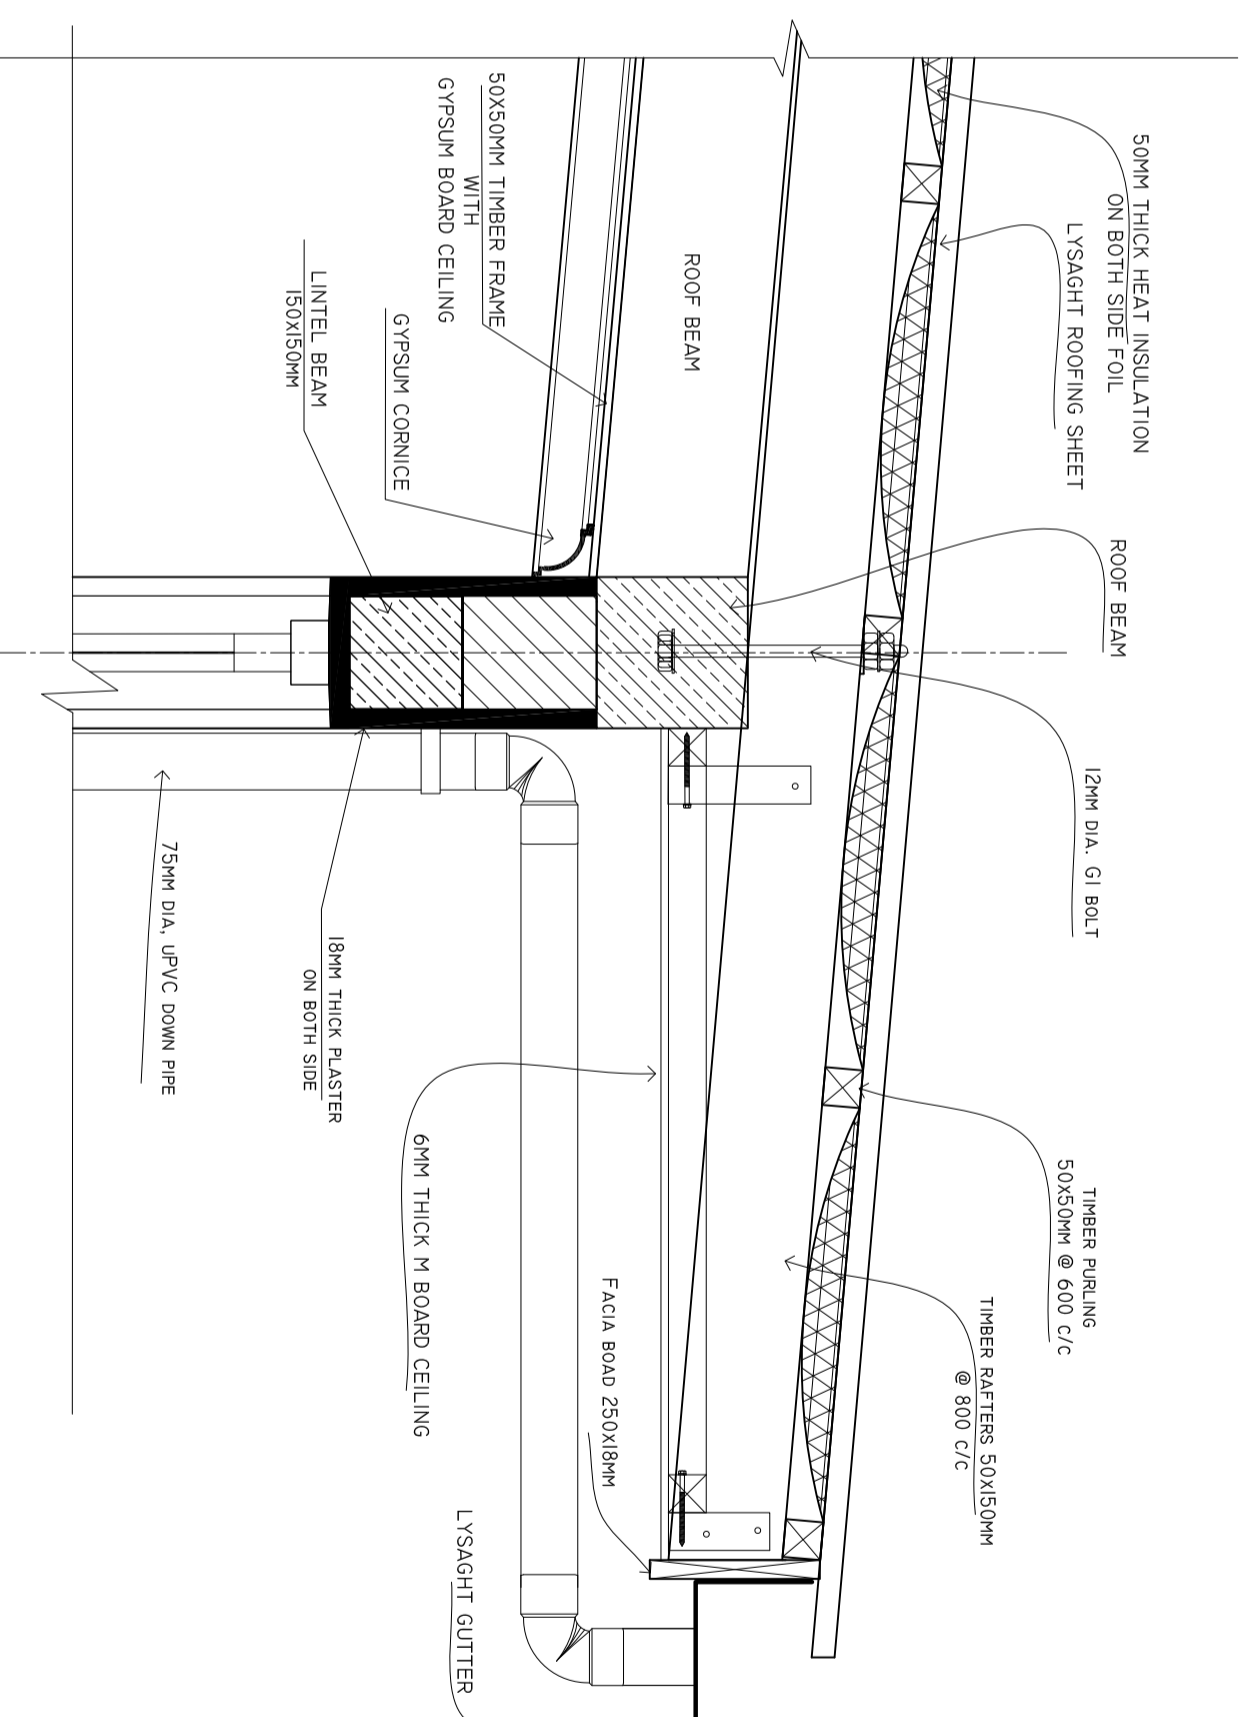 50MM THICK HEAT INSULATION
ON BOTH SIDE FOIL
LYSAGHT ROOFING SHEET
ROOF BEAM
12MM DIA. GI BOLT
TIMBER PURLING
50x50MM @ 600 C/C
TIMBER RAFTERS 50x150MM
@ 800 C/C
ROOF BEAM
50X50MM TIMBER FRAME
WITH
GYPSUM BOARD CEILING
GYPSUM CORNICE
LINTEL BEAM
150X150MM
FACIA BOAD 250x18MM
LYSAGHT GUTTER
6MM THICK M BOARD CEILING
18MM THICK PLASTER
ON BOTH SIDE
75MM DIA, uPVC DOWN PIPE